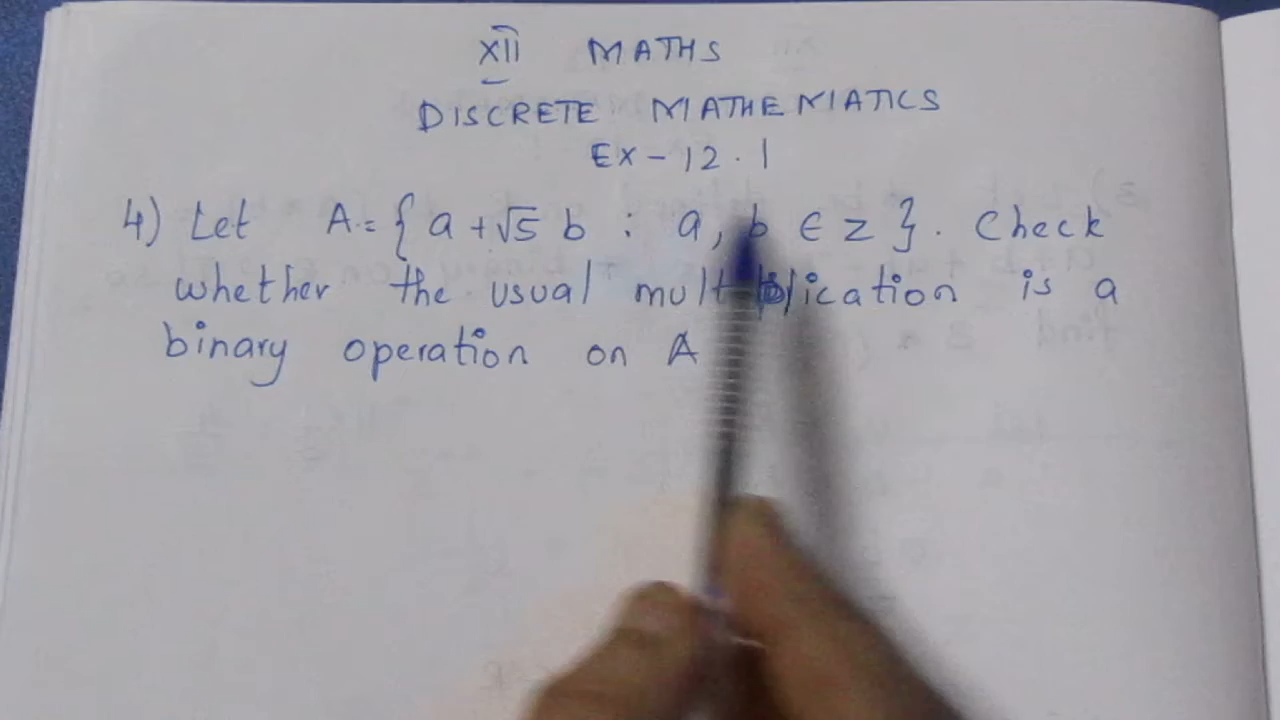 XII MATHS
DISCRETE MATHEMATICS
EX - 12.1
4) Let A = { a + √5 b : a, b ∈ Z }. Check
whether the usual multiplication is a
binary operation on A